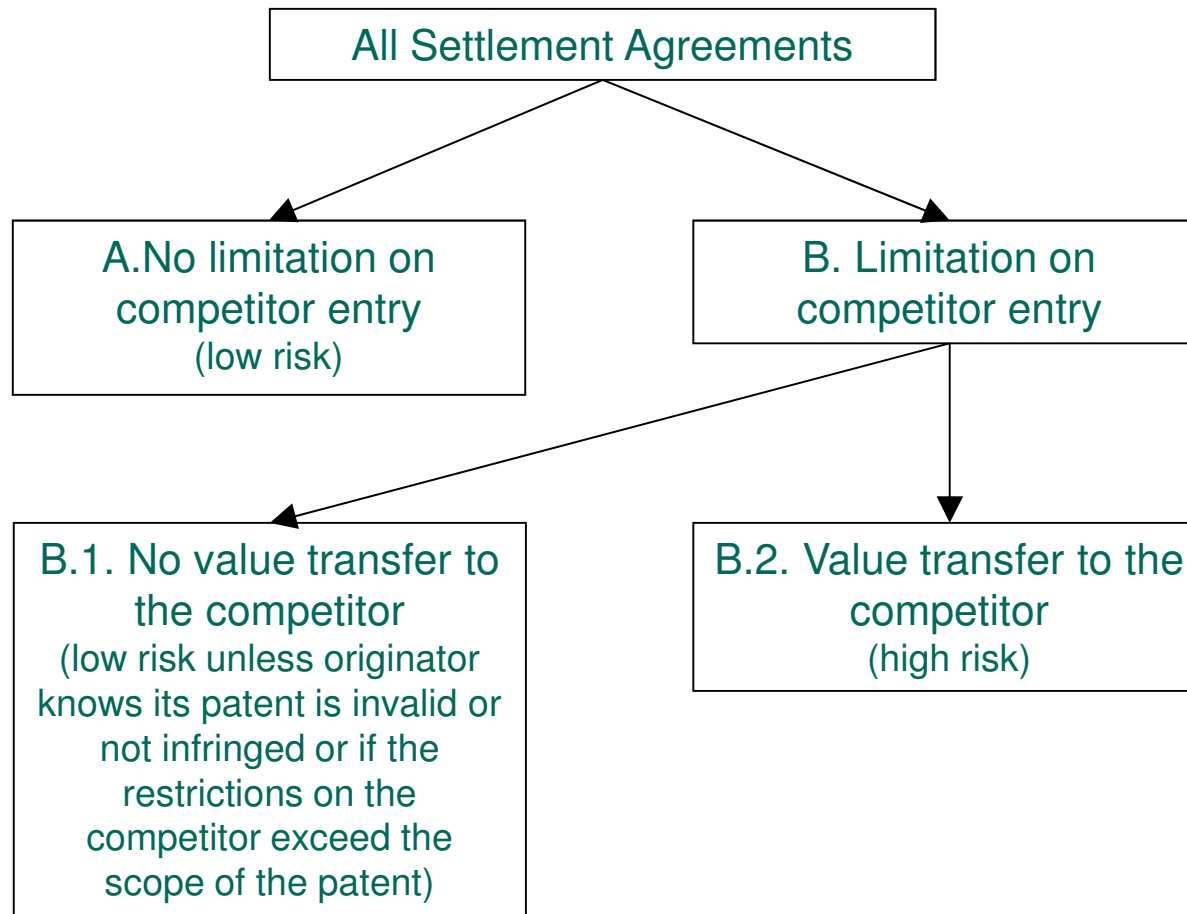 All Settlement Agreements
A.No limitation on
competitor entry
(low risk)
B. Limitation on
competitor entry
B.1. No value transfer to
the competitor
(low risk unless originator
knows its patent is invalid or
not infringed or if the
restrictions on the
competitor exceed the
scope of the patent)
B.2. Value transfer to the
competitor
(high risk)